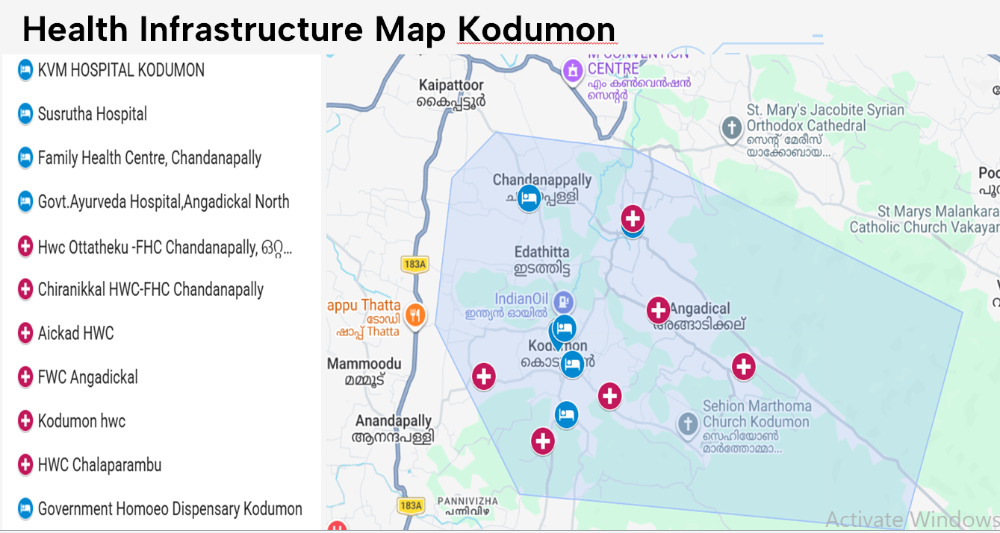 Health Infrastructure Map Kodumon
KVM HOSPITAL KODUMON
Susrutha Hospital
Family Health Centre, Chandanapally
Govt.Ayurveda Hospital,Angadickal North
Hwc Ottatheku -FHC Chandanapally, ഒറ്റ...
Chiranikkal HWC-FHC Chandanapally
Aickad HWC
FWC Angadickal
Kodumon hwc
HWC Chalaparambu
Government Homoeo Dispensary Kodumon
M CONVENTION
CENTRE
എം കൺവെൻഷൻ
സെന്റർ
Kaipattoor
കൈപ്പട്ടൂർ
St. Mary's Jacobite Syrian
Orthodox Cathedral
സെന്റ് മേരീസ്
യാക്കോബായ...
Chandanappally
St Marys Malankara
Catholic Church Vakayar
Edathitta
ഇടത്തിട്ട
183A
IndianOil
ഇന്ത്യൻ ഓയിൽ
appu Thatta
ടോഡി
ഷാപ്പ് Thatta
Angadical
അങ്ങാടിക്കല്
Kodumon
Mammoodu
മമ്മൂട്
Sehion Marthoma
Church Kodumon
സെഹിയോൺ
മാർത്തോമ്മാ...
Anandapally
ആനന്ദപ്പള്ളി
183A
PANNIVIZHA
പന്നിവിഴ
Activate Windows